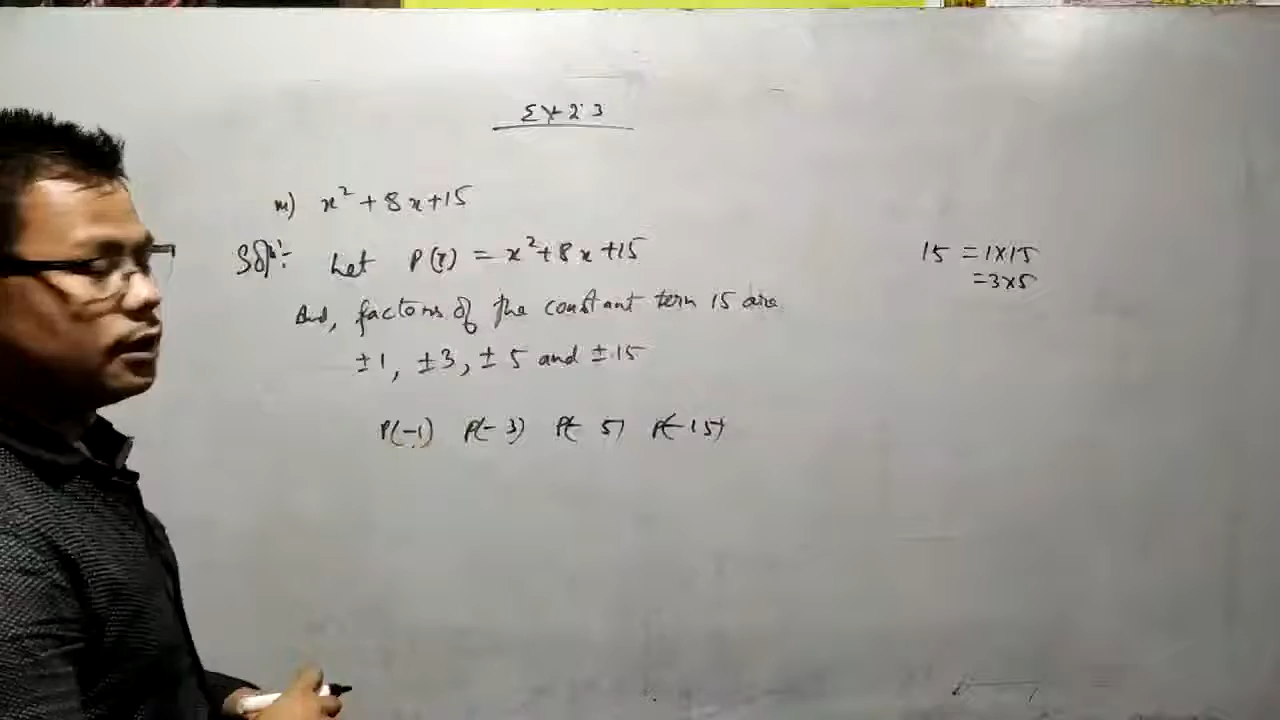 Ex 2.3
m) x² + 8x + 15
Solⁿ:- Let P(x) = x² + 8x + 15
And, factors of the constant term 15 are
±1, ±3, ±5 and ±15
P(-1) P(-3) P(-5) P(-15)
15 = 1×15
= 3×5